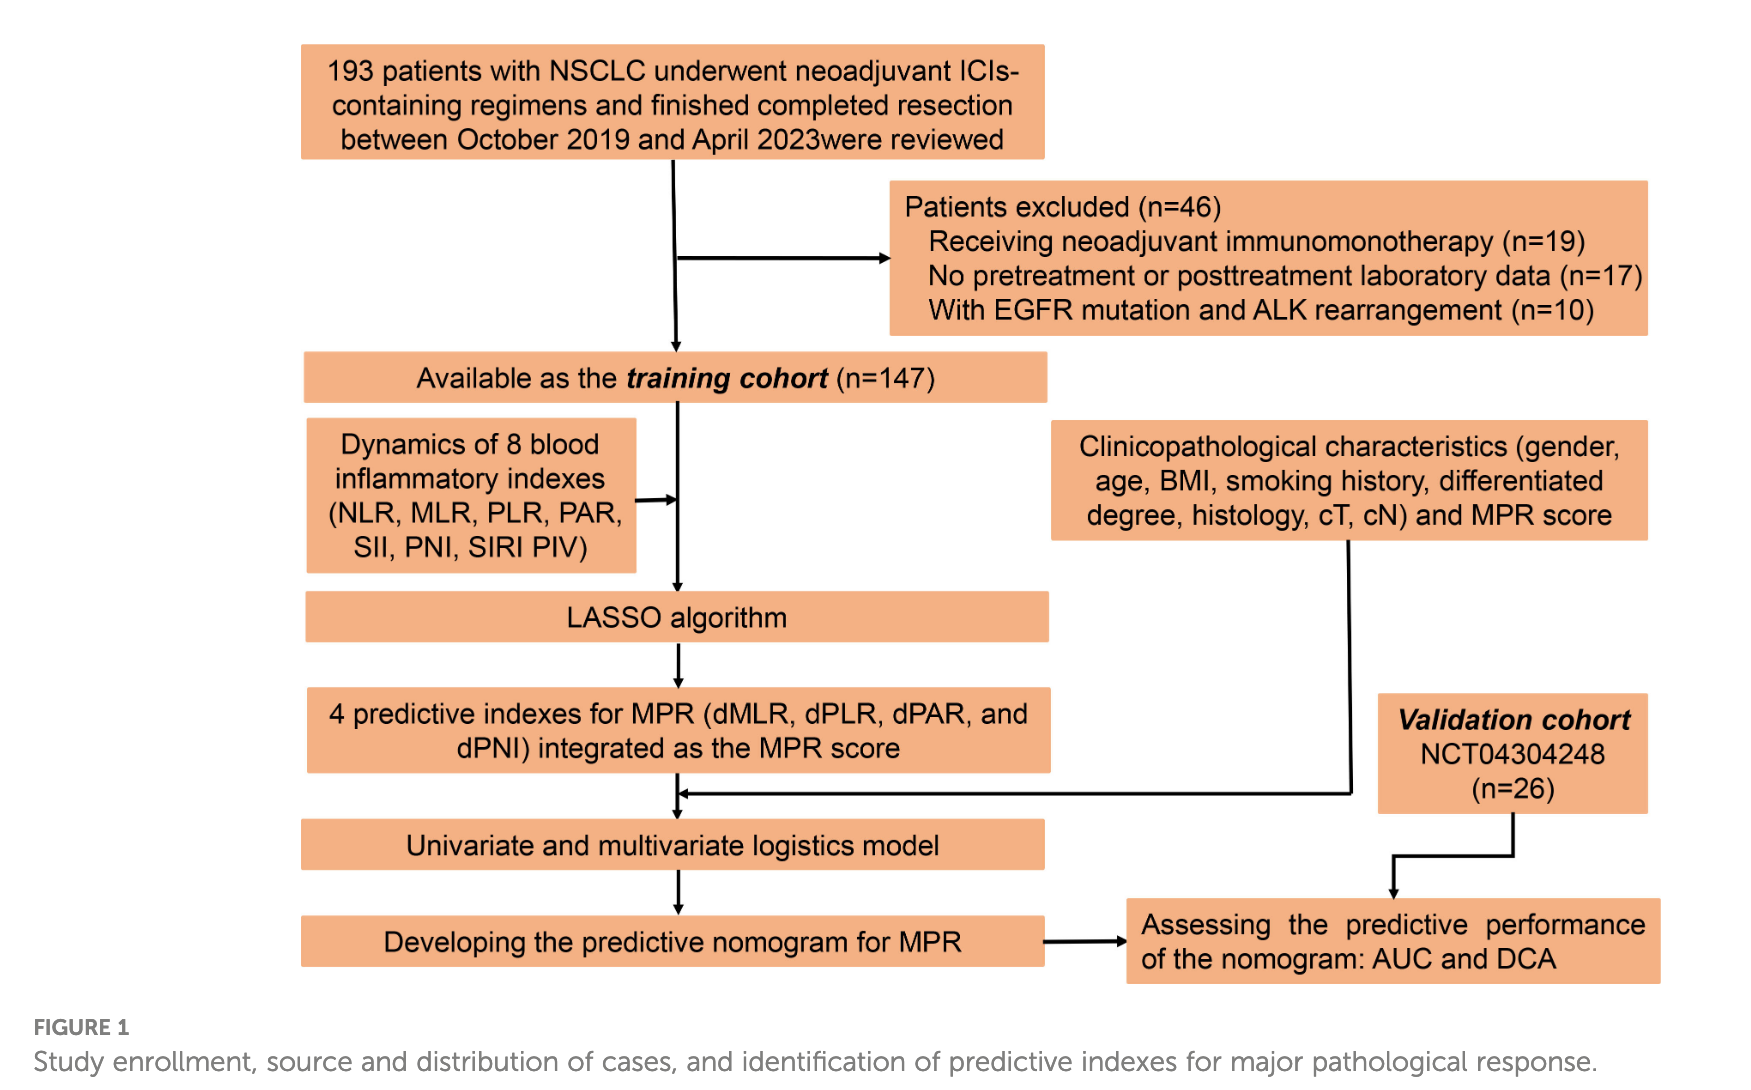 193 patients with NSCLC underwent neoadjuvant ICIs-
containing regimens and finished completed resection
between October 2019 and April 2023were reviewed
Patients excluded (n=46)
Receiving neoadjuvant immunomonotherapy (n=19)
No pretreatment or posttreatment laboratory data (n=17)
With EGFR mutation and ALK rearrangement (n=10)
Available as the training cohort (n=147)
Dynamics of 8 blood
inflammatory indexes
(NLR, MLR, PLR, PAR,
SII, PNI, SIRI PIV)
Clinicopathological characteristics (gender,
age, BMI, smoking history, differentiated
degree, histology, cT, cN) and MPR score
LASSO algorithm
4 predictive indexes for MPR (dMLR, dPLR, dPAR, and
dPNI) integrated as the MPR score
Validation cohort
NCT04304248
(n=26)
Univariate and multivariate logistics model
Developing the predictive nomogram for MPR
Assessing the predictive performance
of the nomogram: AUC and DCA
FIGURE 1
Study enrollment, source and distribution of cases, and identification of predictive indexes for major pathological response.